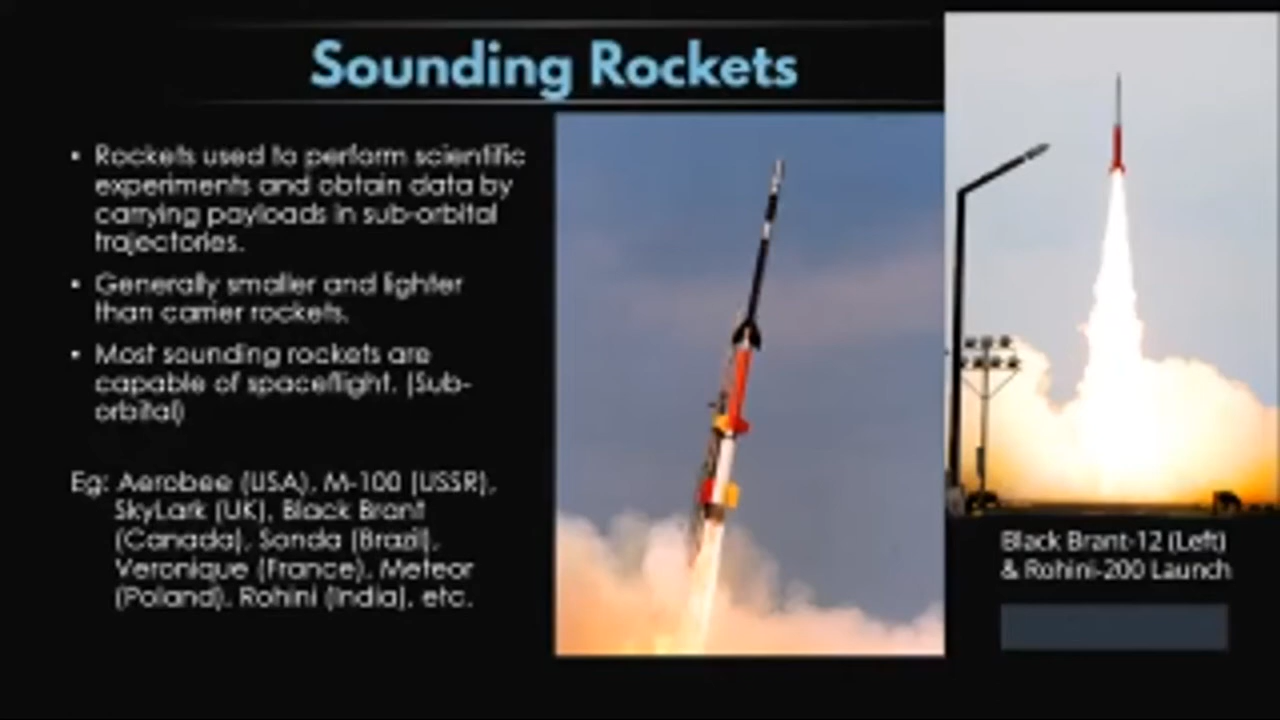 Sounding Rockets
▪ Rockets used to perform scientific
experiments and obtain data by
carrying payloads in sub-orbital
trajectories.
▪ Generally smaller and lighter
than carrier rockets.
▪ Most sounding rockets are
capable of spaceflight. (Sub-
orbital)
Eg: Aerobee (USA), M-100 (USSR),
SkyLark (UK), Black Brant
(Canada), Sonda (Brazil),
Veronique (France), Meteor
(Poland), Rohini (India), etc.
Black Brant-12 (Left)
& Rohini-200 Launch